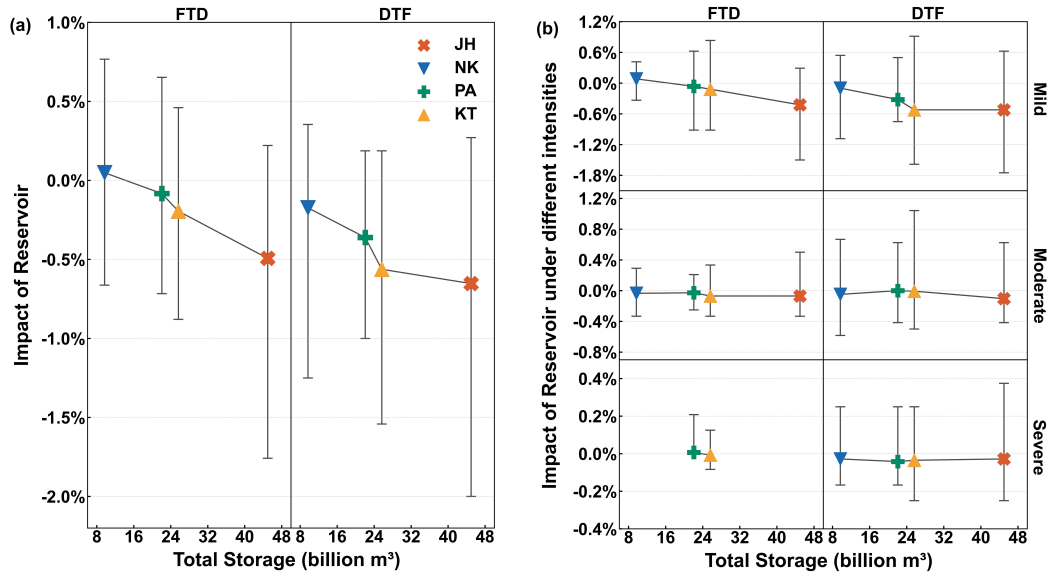 (a)
FTD
DTF
1.0%
0.5%
0.0%
-0.5%
-1.0%
-1.5%
-2.0%
Impact of Reservoir
JH
NK
PA
KT
8 16 24 32 40 48 8 16 24 32 40 48
Total Storage (billion m³)
(b)
FTD
DTF
Impact of Reservoir under different intensities
1.2%
0.6%
0.0%
-0.6%
-1.2%
-1.8%
Mild
1.2%
0.4%
0.0%
-0.4%
-0.8%
Moderate
0.4%
0.2%
0.0%
-0.2%
-0.4%
Severe
8 16 24 32 40 48 8 16 24 32 40 48
Total Storage (billion m³)